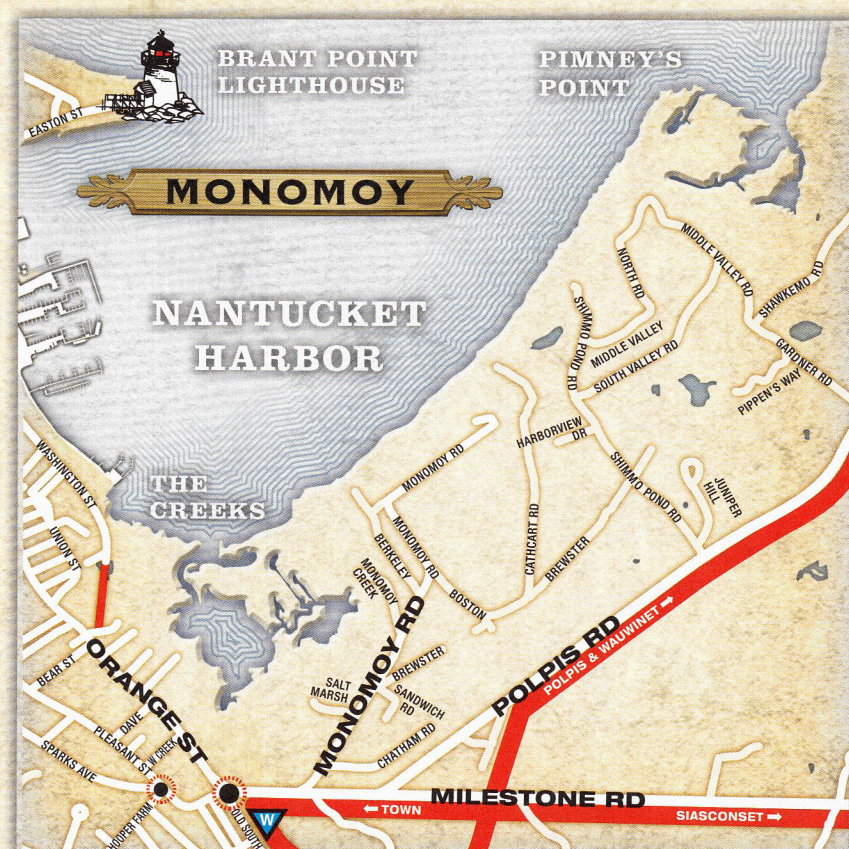 BRANT POINT
LIGHTHOUSE
PIMNEY'S
POINT
EASTON ST
MONOMOY
NANTUCKET
HARBOR
NORTH RD
MIDDLE VALLEY RD
SHAWKEMO RD
SHIMMO POND RD
MIDDLE VALLEY
SOUTH VALLEY RD
GARDNER RD
PIPPEN'S WAY
HARBORVIEW
DR
WASHINGTON ST
THE
CREEKS
MONOMOY RD
SHIMMO POND RD
JUNIPER
HILL
UNION ST
MONOMOY RD
BERKELEY
MONOMOY
CREEK
CATHCART RD
BREWSTER
BOSTON
MONOMOY RD
POLPIS RD
POLPIS & WAUWINET →
ORANGE ST
BEAR ST
BREWSTER
SALT
MARSH
SANDWICH
RD
DAVE
PLEASANT ST
W CREEK
SPARKS AVE
CHATHAM RD
HOOPER FARM
OLD SOUTH
W
MILESTONE RD
← TOWN
SIASCONSET →